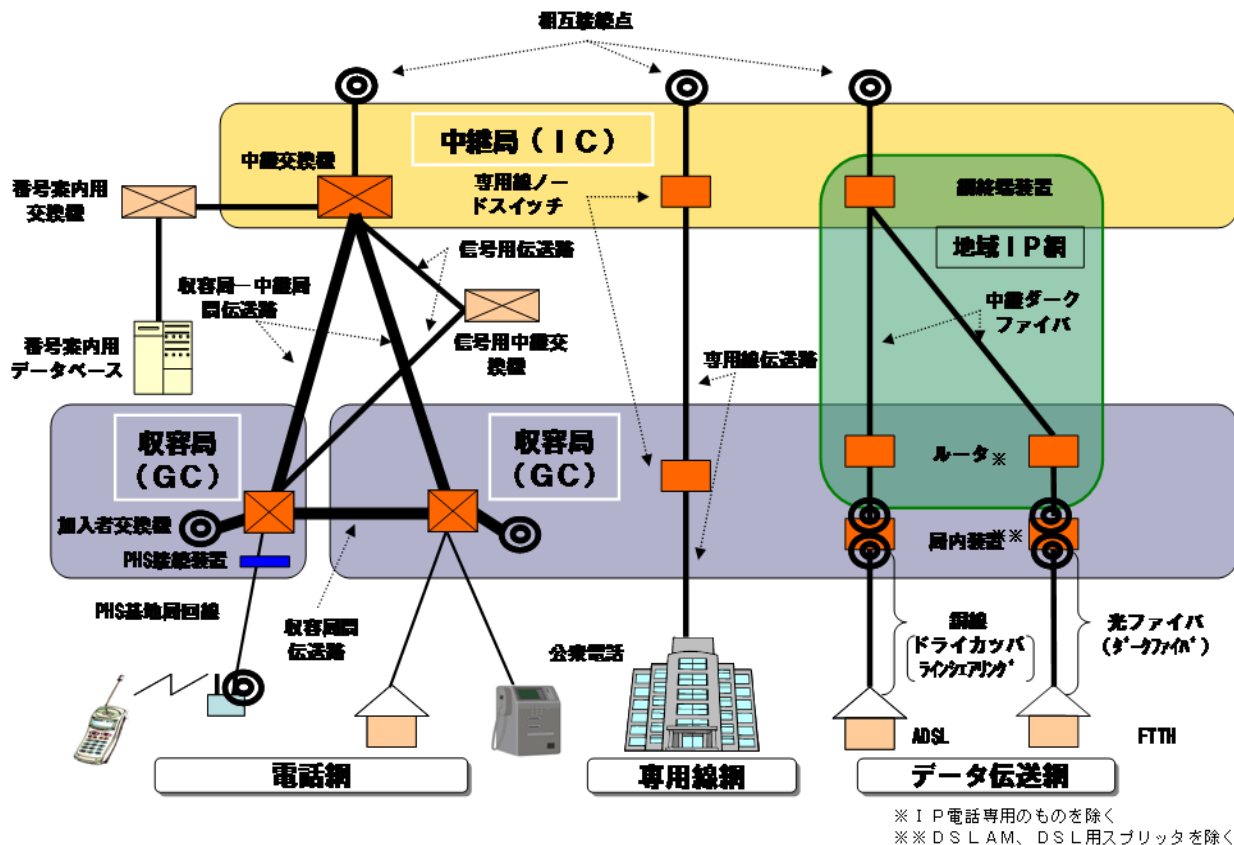 相互接続点
中継局（ＩＣ）
中継交換機
番号案内用
交換機
専用線ノー
ドスイッチ
網終端装置
地域ＩＰ網
信号用伝送路
収容局－中継局
間伝送路
中継ダーク
ファイバ
番号案内用
データベース
信号用中継交
換機
専用線伝送路
収容局
（GC）
収容局
（GC）
ルータ※
加入者交換機
局内装置※※
PHS接続装置
PHS基地局回線
収容局間
伝送路
公衆電話
銅線
ドライカッパ
ラインシェアリング
光ファイバ
(ダークファイバ)
ADSL
FTTH
電話網
専用線網
データ伝送網
※ＩＰ電話専用のものを除く
※※ＤＳＬＡＭ、ＤＳＬ用スプリッタを除く